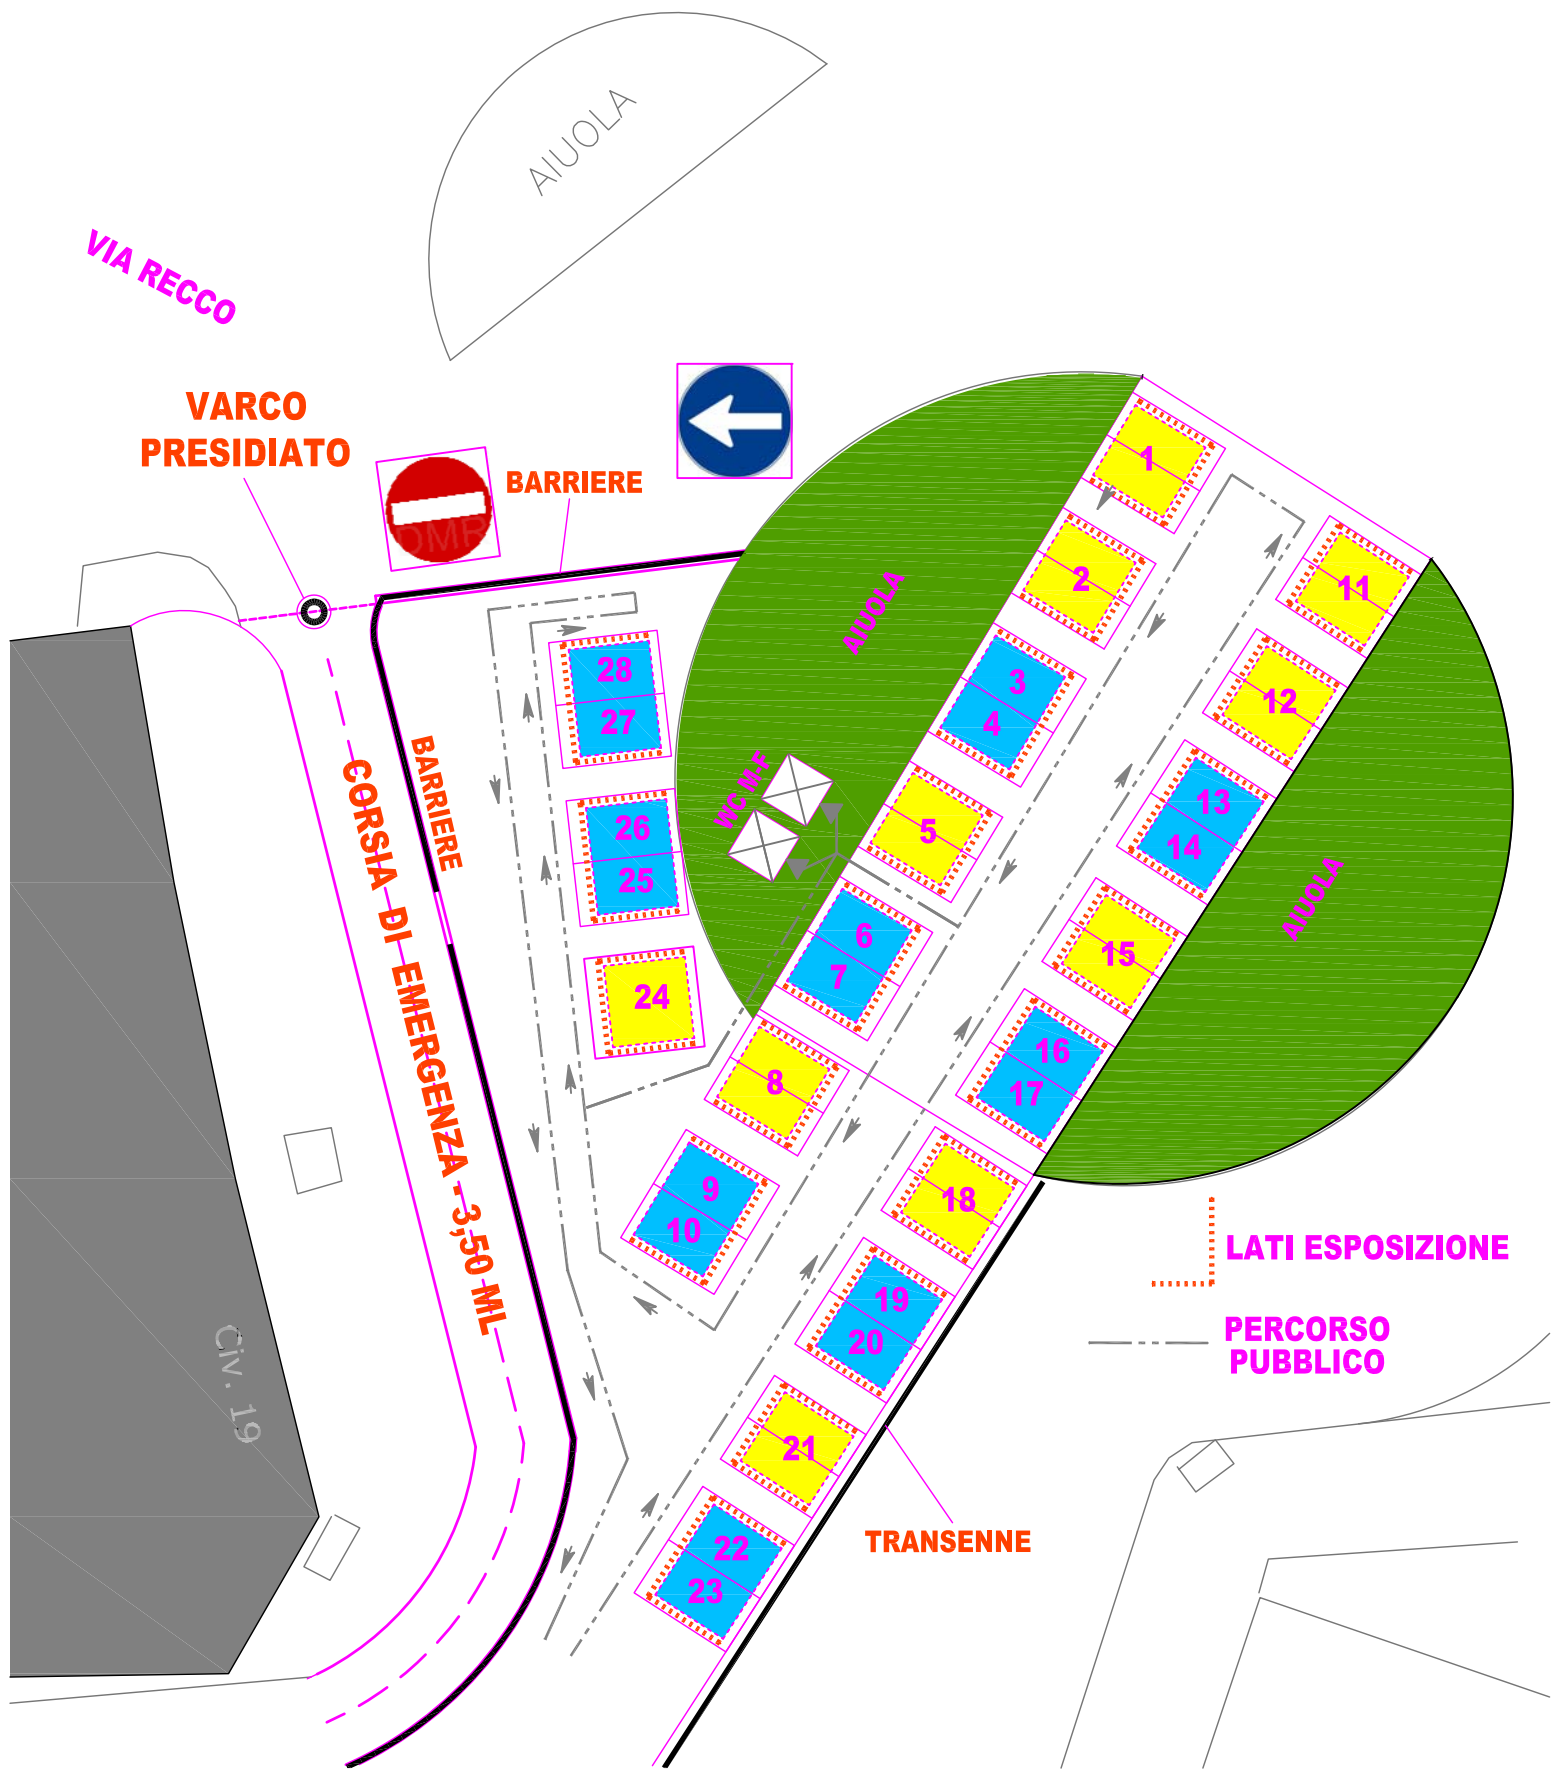 AIUOLA
VIA RECCO
VARCO
PRESIDIATO
BARRIERE
DMP
1
2
3
4
5
6
7
8
9
10
11
12
13
14
15
16
17
18
19
20
21
22
23
24
25
26
27
28
AIUOLA
WC M-F
AIUOLA
BARRIERE
CORSIA DI EMERGENZA - 3,50 ML
Civ. 19
LATI ESPOSIZIONE
PERCORSO
PUBBLICO
TRANSENNE